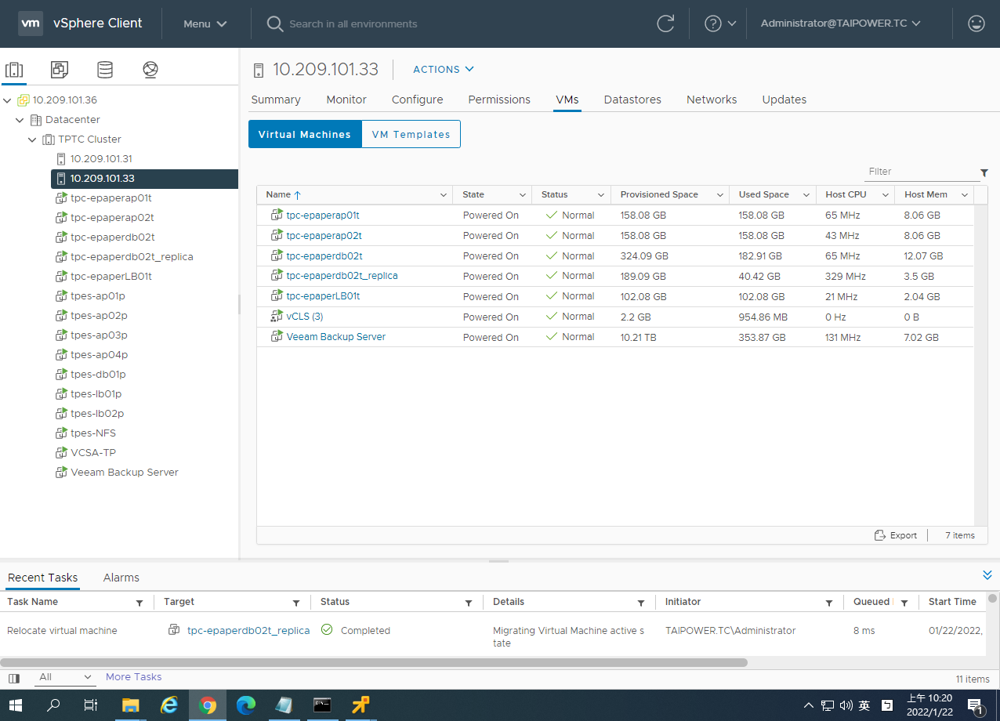 vm vSphere Client Menu Search in all environments Administrator@TAIPOWER.TC
10.209.101.36
Datacenter
TPTC Cluster
10.209.101.31
10.209.101.33
tpc-epaperap01t
tpc-epaperap02t
tpc-epaperdb02t
tpc-epaperdb02t_replica
tpc-epaperLB01t
tpes-ap01p
tpes-ap02p
tpes-ap03p
tpes-ap04p
tpes-db01p
tpes-lb01p
tpes-lb02p
tpes-NFS
VCSA-TP
Veeam Backup Server
10.209.101.33 ACTIONS
Summary Monitor Configure Permissions VMs Datastores Networks Updates
Virtual Machines VM Templates
Filter
Name State Status Provisioned Space Used Space Host CPU Host Mem
tpc-epaperap01t Powered On Normal 158.08 GB 158.08 GB 65 MHz 8.06 GB
tpc-epaperap02t Powered On Normal 158.08 GB 158.08 GB 43 MHz 8.06 GB
tpc-epaperdb02t Powered On Normal 324.09 GB 182.91 GB 65 MHz 12.07 GB
tpc-epaperdb02t_replica Powered On Normal 189.09 GB 40.42 GB 329 MHz 3.5 GB
tpc-epaperLB01t Powered On Normal 102.08 GB 102.08 GB 21 MHz 2.04 GB
vCLS (3) Powered On Normal 2.2 GB 954.86 MB 0 Hz 0 B
Veeam Backup Server Powered On Normal 10.21 TB 353.87 GB 131 MHz 7.02 GB
Export 7 items
Recent Tasks Alarms
Task Name Target Status Details Initiator Queued Start Time
Relocate virtual machine tpc-epaperdb02t_replica Completed Migrating Virtual Machine active s TAIPOWER.TC\Administrator 8 ms 01/22/2022,
tate
All More Tasks 11 items
英 上午 10:20
2022/1/22 1